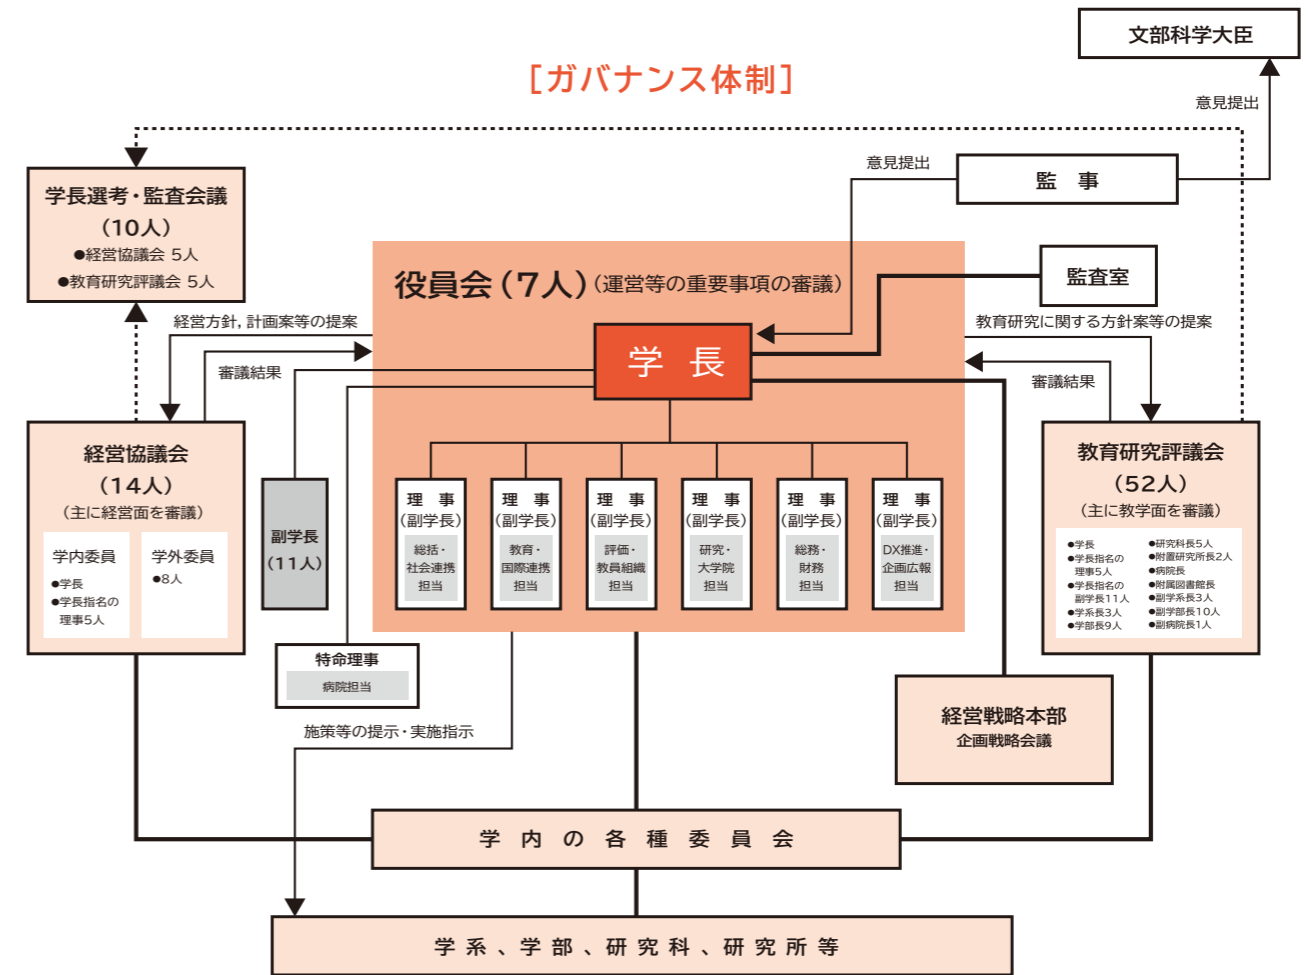 文部科学大臣
［ガバナンス体制］
意見提出
意見提出
監　事
学長選考・監査会議
（10人）
●経営協議会 5人
●教育研究評議会 5人
役員会（7人）（運営等の重要事項の審議）
監査室
経営方針，計画案等の提案
教育研究に関する方針案等の提案
学　長
審議結果
審議結果
経営協議会
（14人）
（主に経営面を審議）
学内委員
●学長
●学長指名の
理事5人
学外委員
●8人
副学長
（11人）
理　事
（副学長）
総括・
社会連携
担当
理　事
（副学長）
教育・
国際連携
担当
理　事
（副学長）
評価・
教員組織
担当
理　事
（副学長）
研究・
大学院
担当
理　事
（副学長）
総務・
財務
担当
理　事
（副学長）
DX推進・
企画広報
担当
教育研究評議会
（52人）
（主に教学面を審議）
●学長
●学長指名の
理事5人
●学長指名の
副学長11人
●学系長3人
●学部長9人
●研究科長5人
●附置研究所長2人
●病院長
●附属図書館長
●副学系長3人
●副学部長10人
●副病院長1人
特命理事
病院担当
経営戦略本部
企画戦略会議
施策等の提示・実施指示
学内の各種委員会
学系、学部、研究科、研究所等